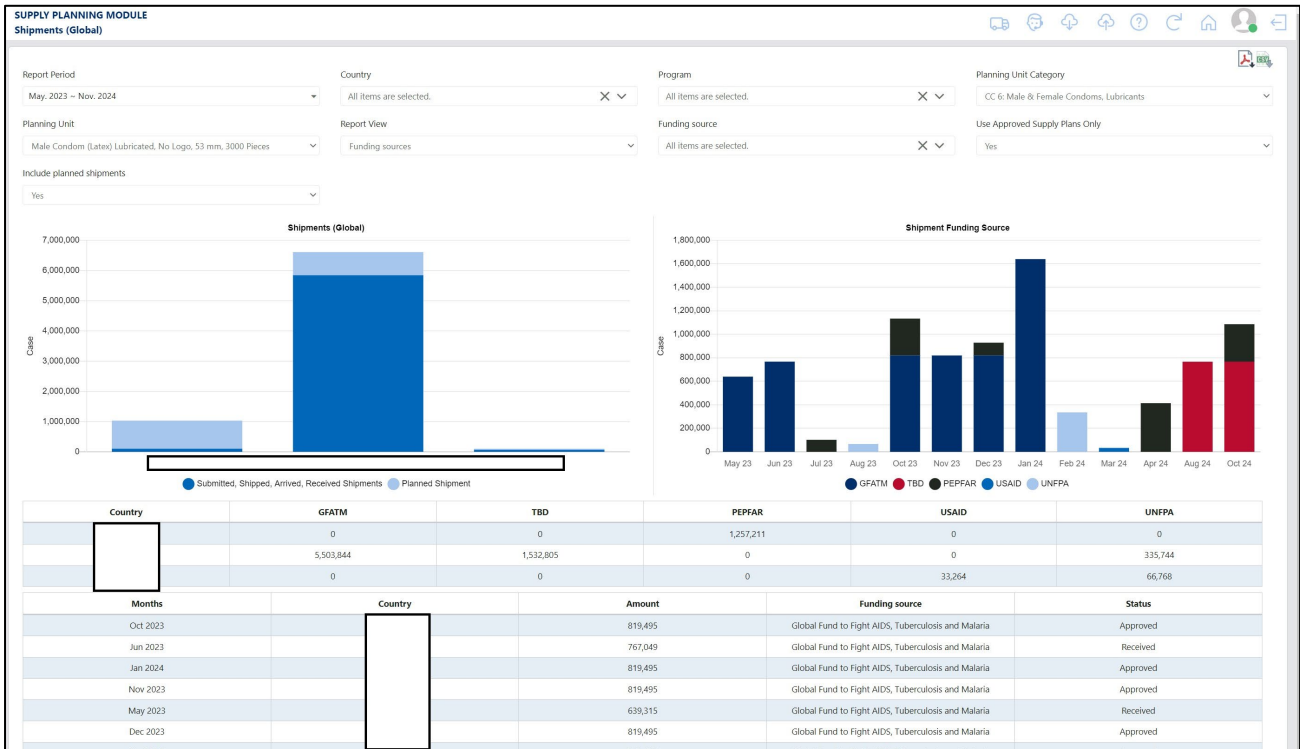 SUPPLY PLANNING MODULE
Shipments (Global)
CSV
Report Period
Country
Program
Planning Unit Category
May. 2023 ~ Nov. 2024
All items are selected.
All items are selected.
CC 6: Male & Female Condoms, Lubricants
Planning Unit
Report View
Funding source
Use Approved Supply Plans Only
Male Condom (Latex) Lubricated, No Logo, 53 mm, 3000 Pieces
Funding sources
All items are selected.
Yes
Include planned shipments
Yes
Shipments (Global)
7,000,000
6,000,000
5,000,000
4,000,000
3,000,000
2,000,000
1,000,000
0
Case
Submitted, Shipped, Arrived, Received Shipments
Planned Shipment
Shipment Funding Source
1,800,000
1,600,000
1,400,000
1,200,000
1,000,000
800,000
600,000
400,000
200,000
0
Case
May 23 Jun 23 Jul 23 Aug 23 Oct 23 Nov 23 Dec 23 Jan 24 Feb 24 Mar 24 Apr 24 Aug 24 Oct 24
GFATM TBD PEPFAR USAID UNFPA
Country GFATM TBD PEPFAR USAID UNFPA
0 0 1,257,211 0 0
5,503,844 1,532,805 0 0 335,744
0 0 0 33,264 66,768
Months Country Amount Funding source Status
Oct 2023 819,495 Global Fund to Fight AIDS, Tuberculosis and Malaria Approved
Jun 2023 767,049 Global Fund to Fight AIDS, Tuberculosis and Malaria Received
Jan 2024 819,495 Global Fund to Fight AIDS, Tuberculosis and Malaria Approved
Nov 2023 819,495 Global Fund to Fight AIDS, Tuberculosis and Malaria Approved
May 2023 639,315 Global Fund to Fight AIDS, Tuberculosis and Malaria Received
Dec 2023 819,495 Global Fund to Fight AIDS, Tuberculosis and Malaria Approved